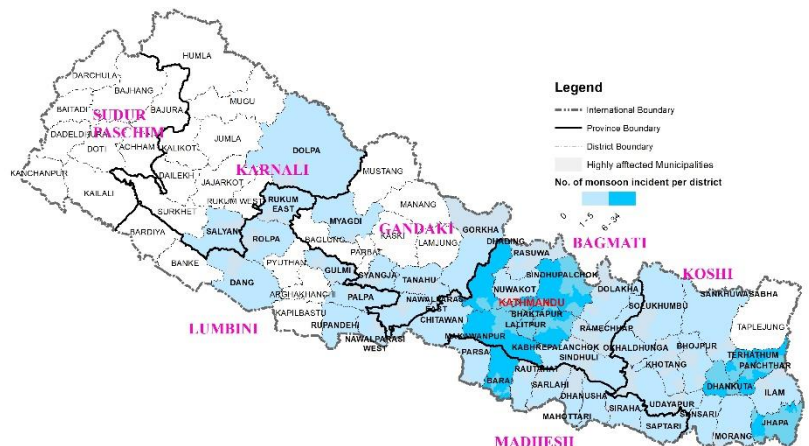 HUMLA
DARCHULA
BAJHANG
MUGU
BAITADI
BAJURA
SUDUR
PASCHIM
DOTI
ACHHAM
KALIKOT
JUMLA
DOLPA
KANCHANPUR
DAILEKH
KARNALI
JAJARKOT
MUSTANG
KAILALI
SURKHET
RUKUM WEST
RUKUM
EAST
MANANG
BARDIYA
SALYAN
MYAGDI
GANDAKI
GORKHA
ROLPA
BAGLUNG
KASKI
LAMJUNG
PARBAT
BANKE
PYUTHAN
DANG
GULMI
SYANGJA
TANAHU
ARGHAKHANCHI
PALPA
NAWALPARASI
EAST
KAPILBASTU
LUMBINI
RUPANDEHI
NAWALPARASI
WEST
CHITAWAN
DHADING
RASUWA
BAGMATI
SINDHUPALCHOK
NUWAKOT
KATHMANDU
BHAKTAPUR
LALITPUR
DOLAKHA
KOSHI
SANKHUWASABHA
SOLUKHUMBU
TAPLEJUNG
RAMECHHAP
MAKAWANPUR
KABHREPALANCHOK
OKHALDHUNGA
BHOJPUR
TERHATHUM
PANCHTHAR
PARSA
SINDHULI
KHOTANG
BARA
RAUTAHAT
DHANKUTA
SARLAHI
DHANUSHA
UDAYAPUR
ILAM
MAHOTTARI
SIRAHA
SUNSARI
SAPTARI
MORANG
JHAPA
Legend
International Boundary
Province Boundary
District Boundary
Highly affected Municipalities
No. of monsoon incident per district
0
1 - 5
6 - 34